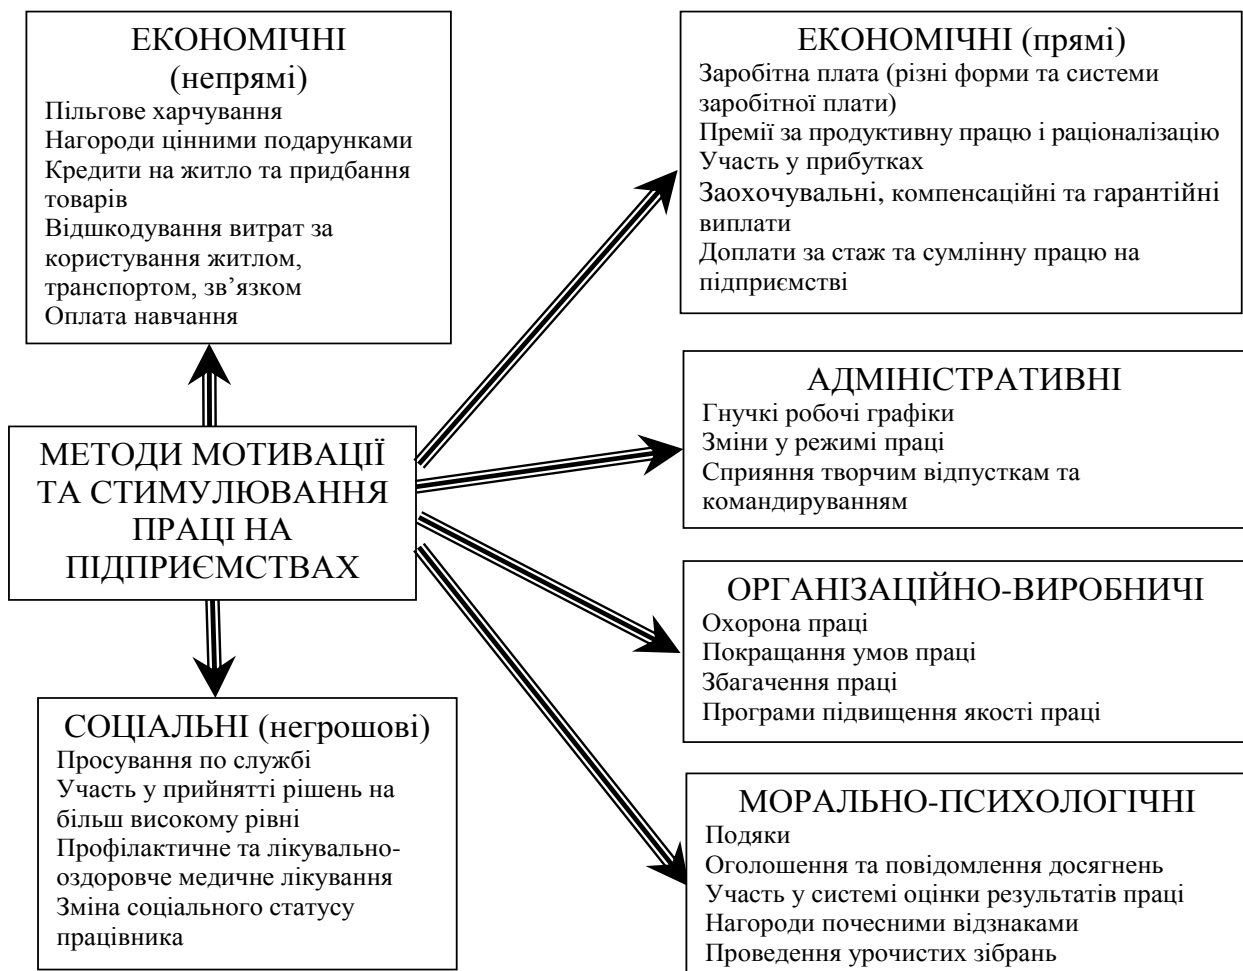 ЕКОНОМІЧНІ
(непрямі)
Пільгове харчування
Нагороди цінними подарунками
Кредити на житло та придбання
товарів
Відшкодування витрат за
користування житлом,
транспортом, зв’язком
Оплата навчання
ЕКОНОМІЧНІ (прямі)
Заробітна плата (різні форми та системи
заробітної плати)
Премії за продуктивну працю і раціоналізацію
Участь у прибутках
Заохочувальні, компенсаційні та гарантійні
виплати
Доплати за стаж та сумлінну працю на
підприємстві
МЕТОДИ МОТИВАЦІЇ
ТА СТИМУЛЮВАННЯ
ПРАЦІ НА
ПІДПРИЄМСТВАХ
АДМІНІСТРАТИВНІ
Гнучкі робочі графіки
Зміни у режимі праці
Сприяння творчим відпусткам та
командируванням
ОРГАНІЗАЦІЙНО-ВИРОБНИЧІ
Охорона праці
Покращання умов праці
Збагачення праці
Програми підвищення якості праці
СОЦІАЛЬНІ (негрошові)
Просування по службі
Участь у прийнятті рішень на
більш високому рівні
Профілактичне та лікувально-
оздоровче медичне лікування
Зміна соціального статусу
працівника
МОРАЛЬНО-ПСИХОЛОГІЧНІ
Подяки
Оголошення та повідомлення досягнень
Участь у системі оцінки результатів праці
Нагороди почесними відзнаками
Проведення урочистих зібрань